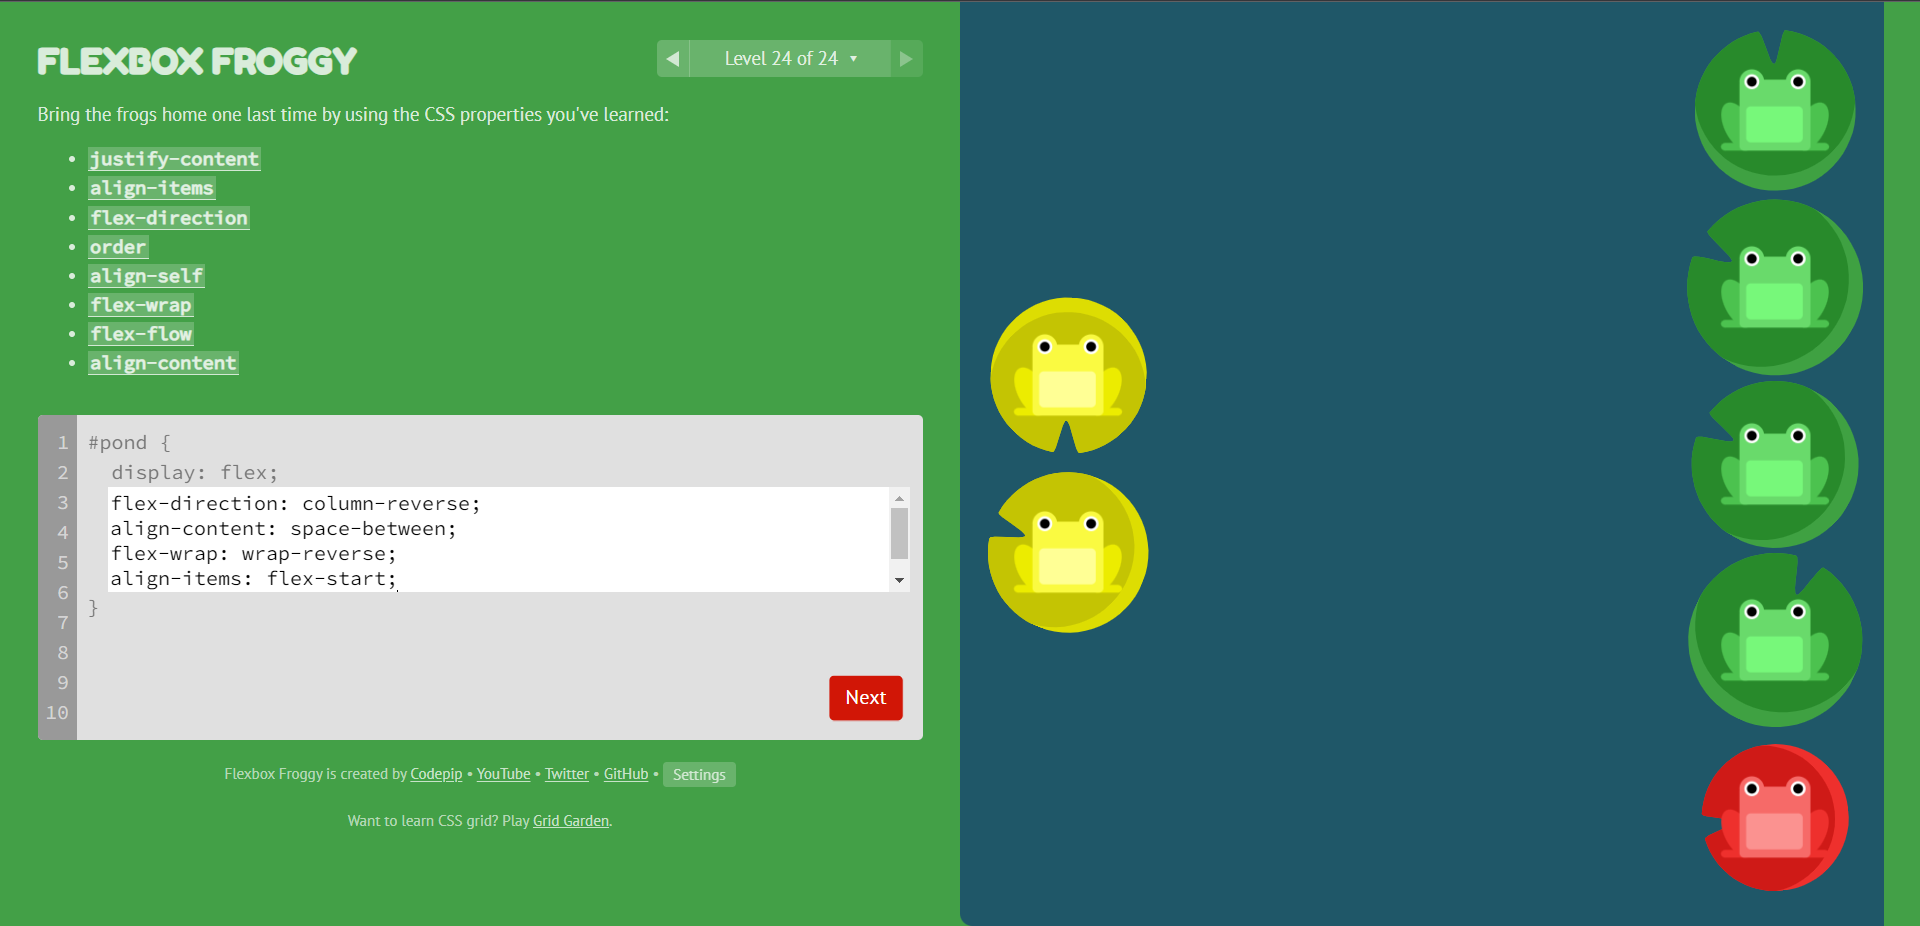 FLEXBOX FROGGY
◀ Level 24 of 24 ▼ ▶
Bring the frogs home one last time by using the CSS properties you've learned:
• justify-content
• align-items
• flex-direction
• order
• align-self
• flex-wrap
• flex-flow
• align-content
1 #pond {
2 display: flex;
3 flex-direction: column-reverse;
4 align-content: space-between;
5 flex-wrap: wrap-reverse;
6 align-items: flex-start;
7 }
8
9
10
Next
Flexbox Froggy is created by Codepip • YouTube • Twitter • GitHub • Settings
Want to learn CSS grid? Play Grid Garden.